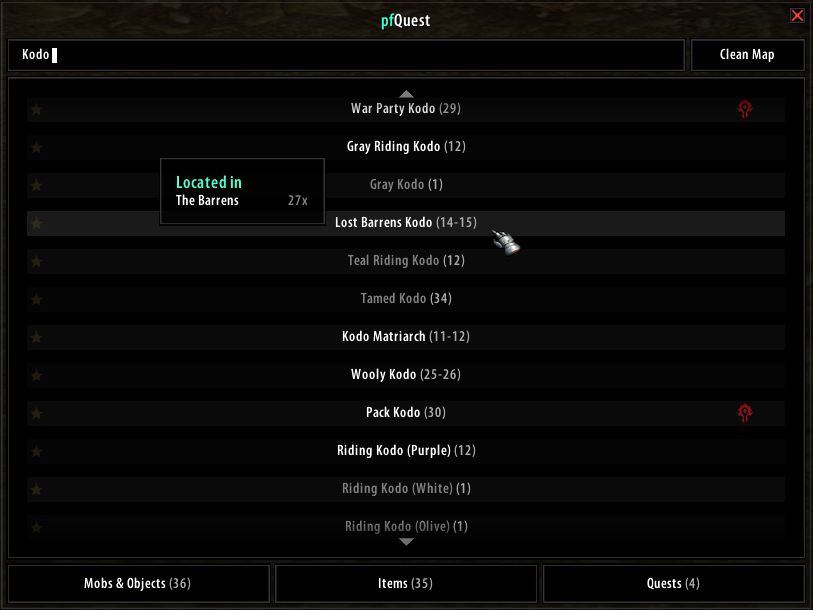 pfQuest
Kodo
Clean Map
War Party Kodo (29)
Gray Riding Kodo (12)
Located in
The Barrens 27x
Gray Kodo (1)
Lost Barrens Kodo (14-15)
Teal Riding Kodo (12)
Tamed Kodo (34)
Kodo Matriarch (11-12)
Wooly Kodo (25-26)
Pack Kodo (30)
Riding Kodo (Purple) (12)
Riding Kodo (White) (1)
Riding Kodo (Olive) (1)
Mobs & Objects (36)
Items (35)
Quests (4)